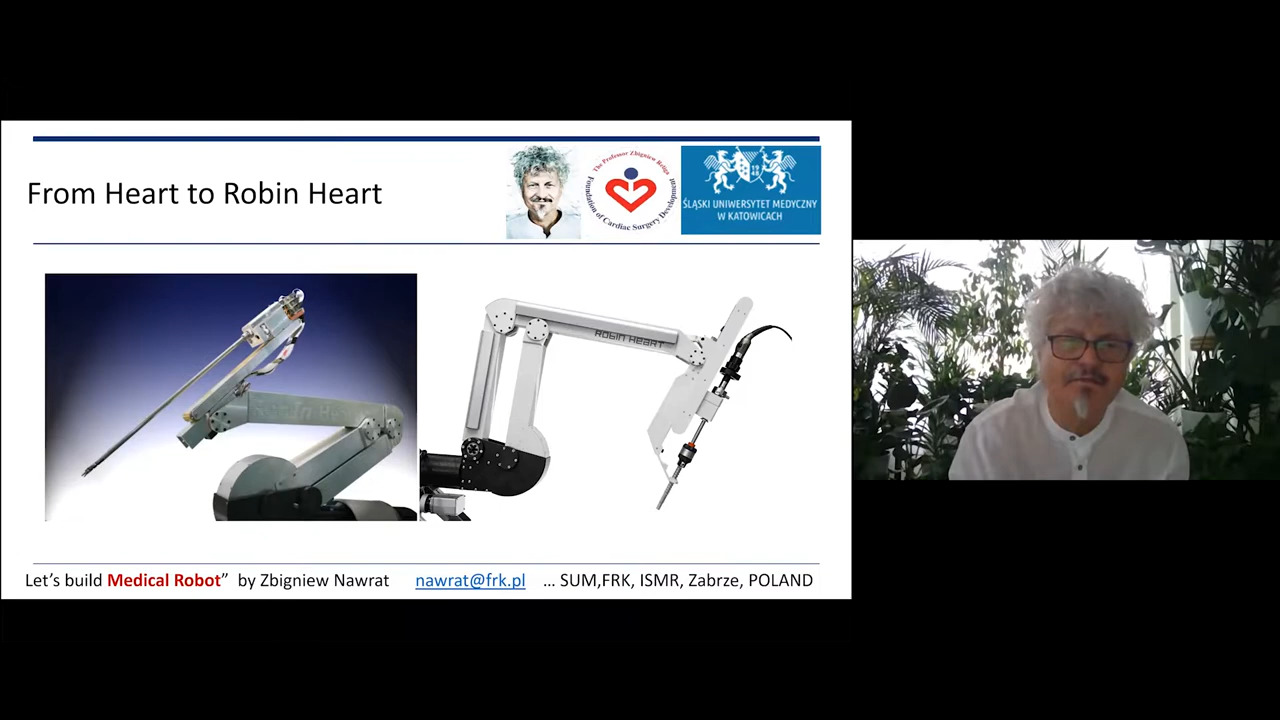 From Heart to Robin Heart
The Professor Zbigniew Religa
Foundation of Cardiac Surgery Development
ŚLĄSKI UNIWERSYTET MEDYCZNY
W KATOWICACH
ROBIN HEART
Let's build Medical Robot” by Zbigniew Nawrat nawrat@frk.pl ... SUM,FRK, ISMR, Zabrze, POLAND